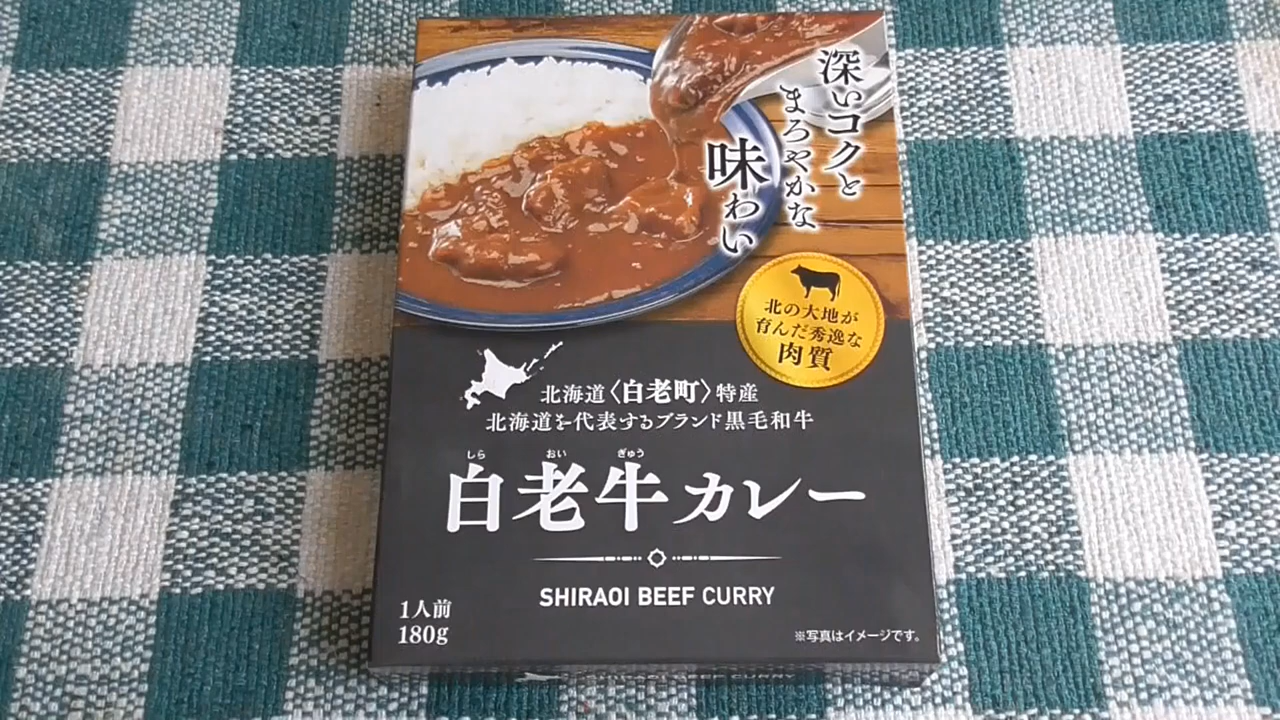 深いコクと
まろやかな
味わい
北の大地が
育んだ秀逸な
肉質
北海道〈白老町〉特産
北海道を代表するブランド黒毛和牛
しら おい ぎゅう
白老牛カレー
SHIRAOI BEEF CURRY
1人前
180g
※写真はイメージです。
SHIRAOI BEEF CURRY